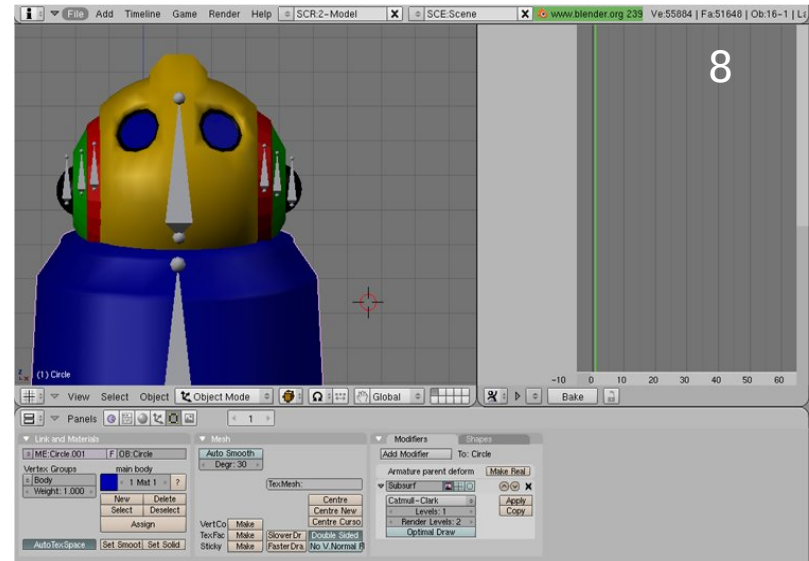 File Add Timeline Game Render Help SCR:2-Model X SCE:Scene X www.blender.org 239 Ve:55884 | Fa:51648 | Ob:16-1 | La
8
(1) Circle
-10 0 10 20 30 40 50 60
View Select Object Object Mode Global Bake
Panels 1
Link and Materials
ME:Circle.001 F OB:Circle
Vertex Groups main body
Body 1 Mat 1 ?
Weight: 1.000
New Delete
Select Deselect
Assign
AutoTexSpace Set Smoot Set Solid
Mesh
Auto Smooth
Degr: 30
TexMesh:
Centre
Centre New
VertCo Make Centre Curso
TexFac Make SlowerDr Double Sided
Sticky Make FasterDra No V.Normal F
Modifiers Shapes
Add Modifier To: Circle
Armature parent deform Make Real
Subsurf X
Catmull-Clark Apply
Levels: 1 Copy
Render Levels: 2
Optimal Draw